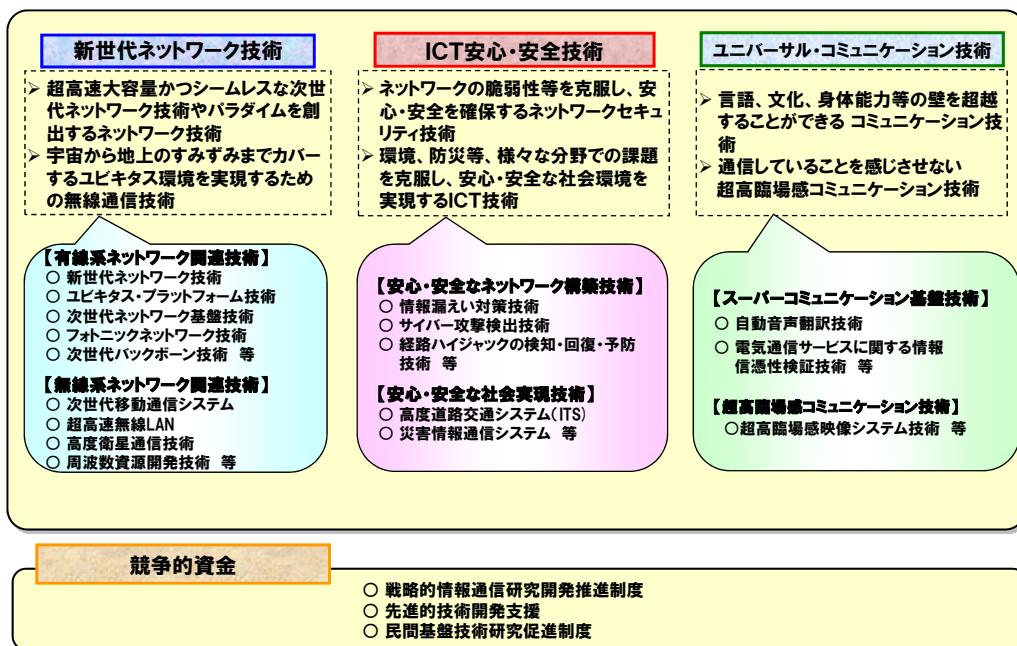 新世代ネットワーク技術
➢ 超高速大容量かつシームレスな次世
代ネットワーク技術やパラダイムを創
出するネットワーク技術
➢ 宇宙から地上のすみずみまでカバー
するユビキタス環境を実現するため
の無線通信技術
【有線系ネットワーク関連技術】
○ 新世代ネットワーク技術
○ ユビキタス・プラットフォーム技術
○ 次世代ネットワーク基盤技術
○ フォトニックネットワーク技術
○ 次世代バックボーン技術 等
【無線系ネットワーク関連技術】
○ 次世代移動通信システム
○ 超高速無線LAN
○ 高度衛星通信技術
○ 周波数資源開発技術 等
ICT安心・安全技術
➢ ネットワークの脆弱性等を克服し、安
心・安全を確保するネットワークセキュ
リティ技術
➢ 環境、防災等、様々な分野での課題
を克服し、安心・安全な社会環境を
実現するICT技術
【安心・安全なネットワーク構築技術】
○ 情報漏えい対策技術
○ サイバー攻撃検出技術
○ 経路ハイジャックの検知・回復・予防
技術 等
【安心・安全な社会実現技術】
○ 高度道路交通システム(ITS)
○ 災害情報通信システム 等
ユニバーサル・コミュニケーション技術
➢ 言語、文化、身体能力等の壁を超越
することができる コミュニケーション技
術
➢ 通信していることを感じさせない
超高臨場感コミュニケーション技術
【スーパーコミュニケーション基盤技術】
○ 自動音声翻訳技術
○ 電気通信サービスに関する情報
信憑性検証技術 等
【超高臨場感コミュニケーション技術】
○超高臨場感映像システム技術 等
競争的資金
○ 戦略的情報通信研究開発推進制度
○ 先進的技術開発支援
○ 民間基盤技術研究促進制度